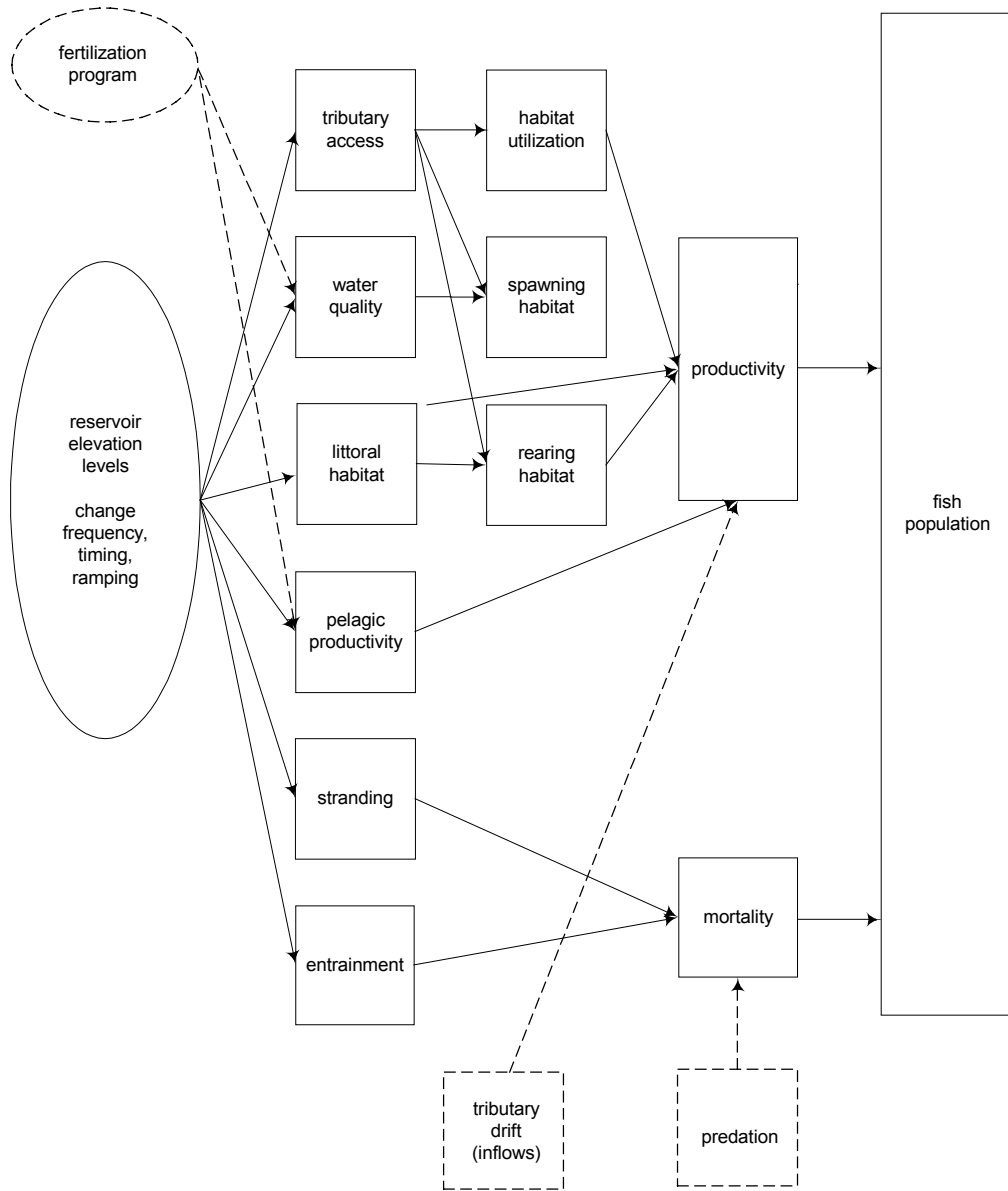 fertilization
program
tributary
access
habitat
utilization
water
quality
spawning
habitat
productivity
reservoir
elevation
levels
change
frequency,
timing,
ramping
littoral
habitat
rearing
habitat
fish
population
pelagic
productivity
stranding
mortality
entrainment
tributary
drift
(inflows)
predation